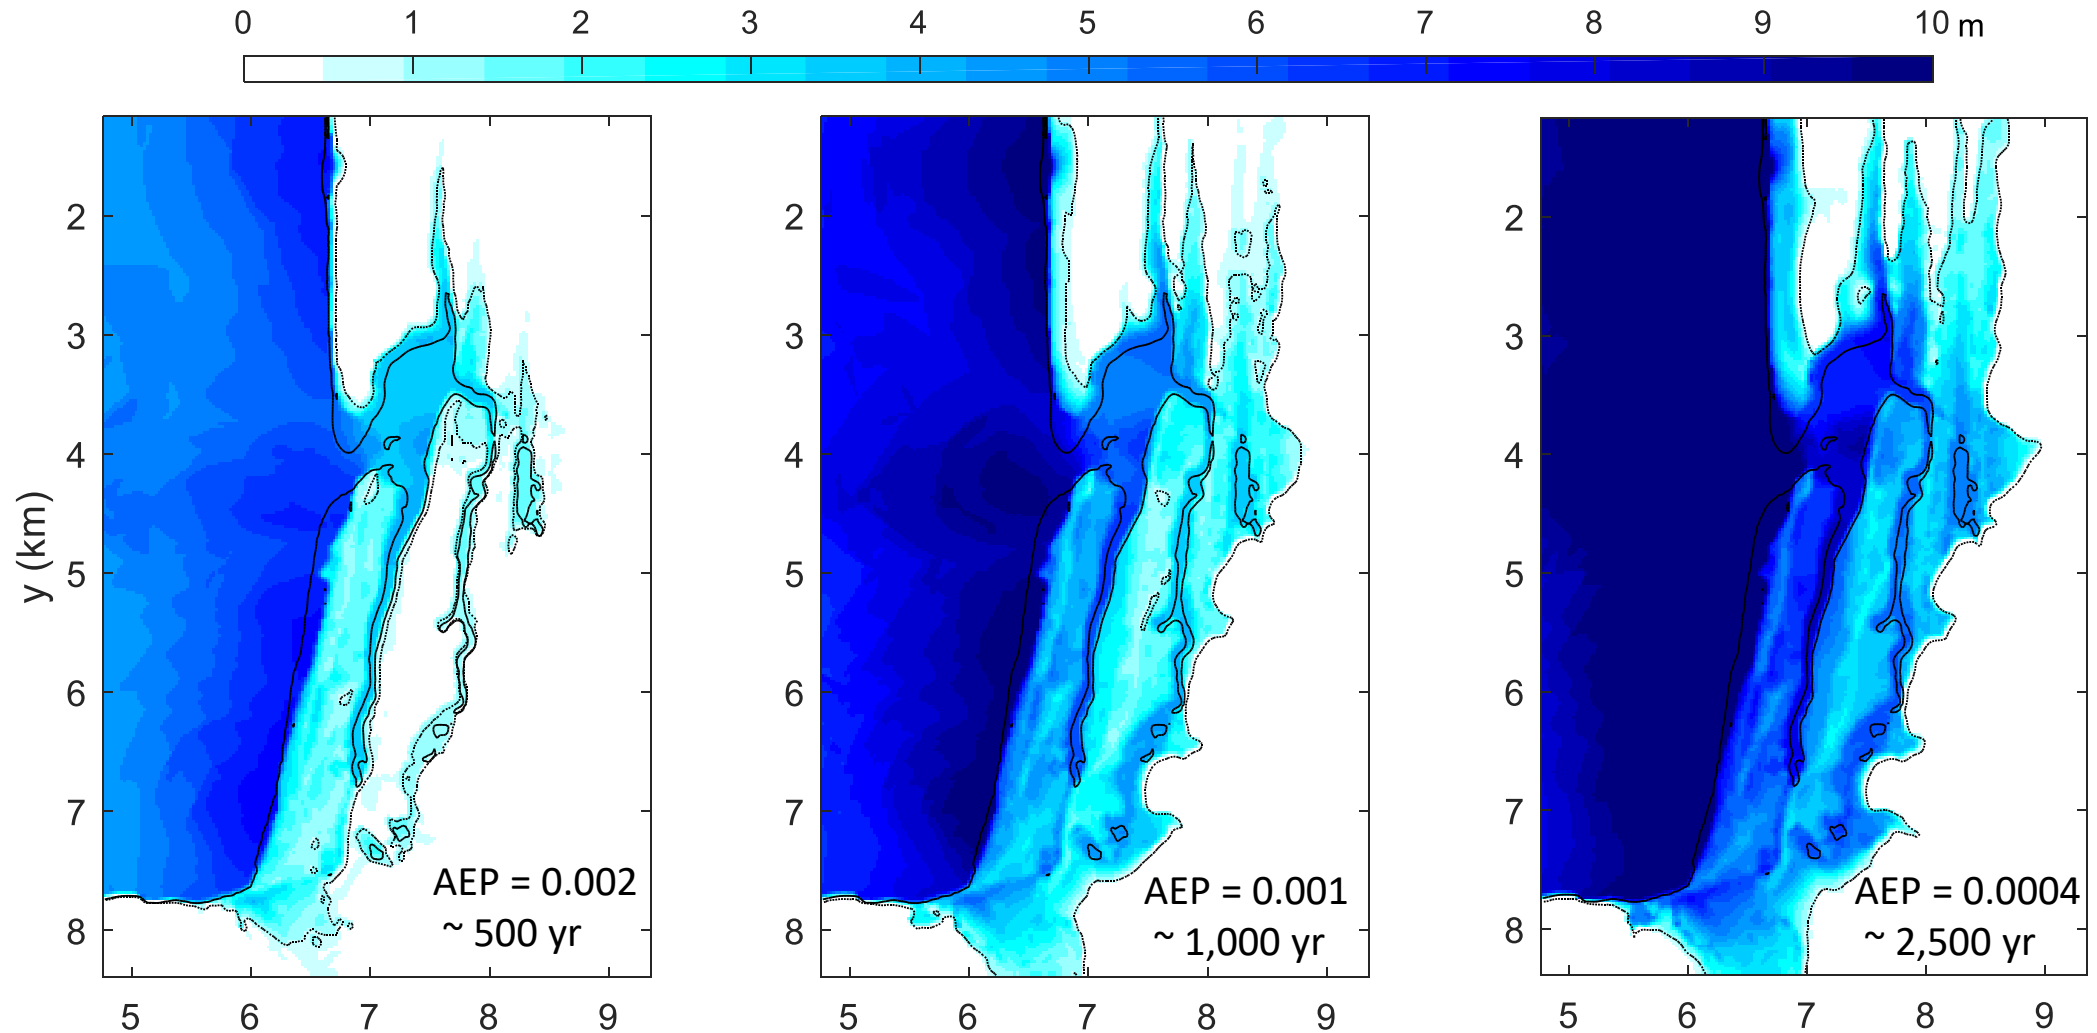 0 1 2 3 4 5 6 7 8 9 10 m
y (km)
2 2 2
3 3 3
4 4 4
5 5 5
6 6 6
7 7 7
AEP = 0.002 AEP = 0.001 AEP = 0.0004
~ 500 yr ~ 1,000 yr ~ 2,500 yr
8 8 8
5 6 7 8 9 5 6 7 8 9 5 6 7 8 9